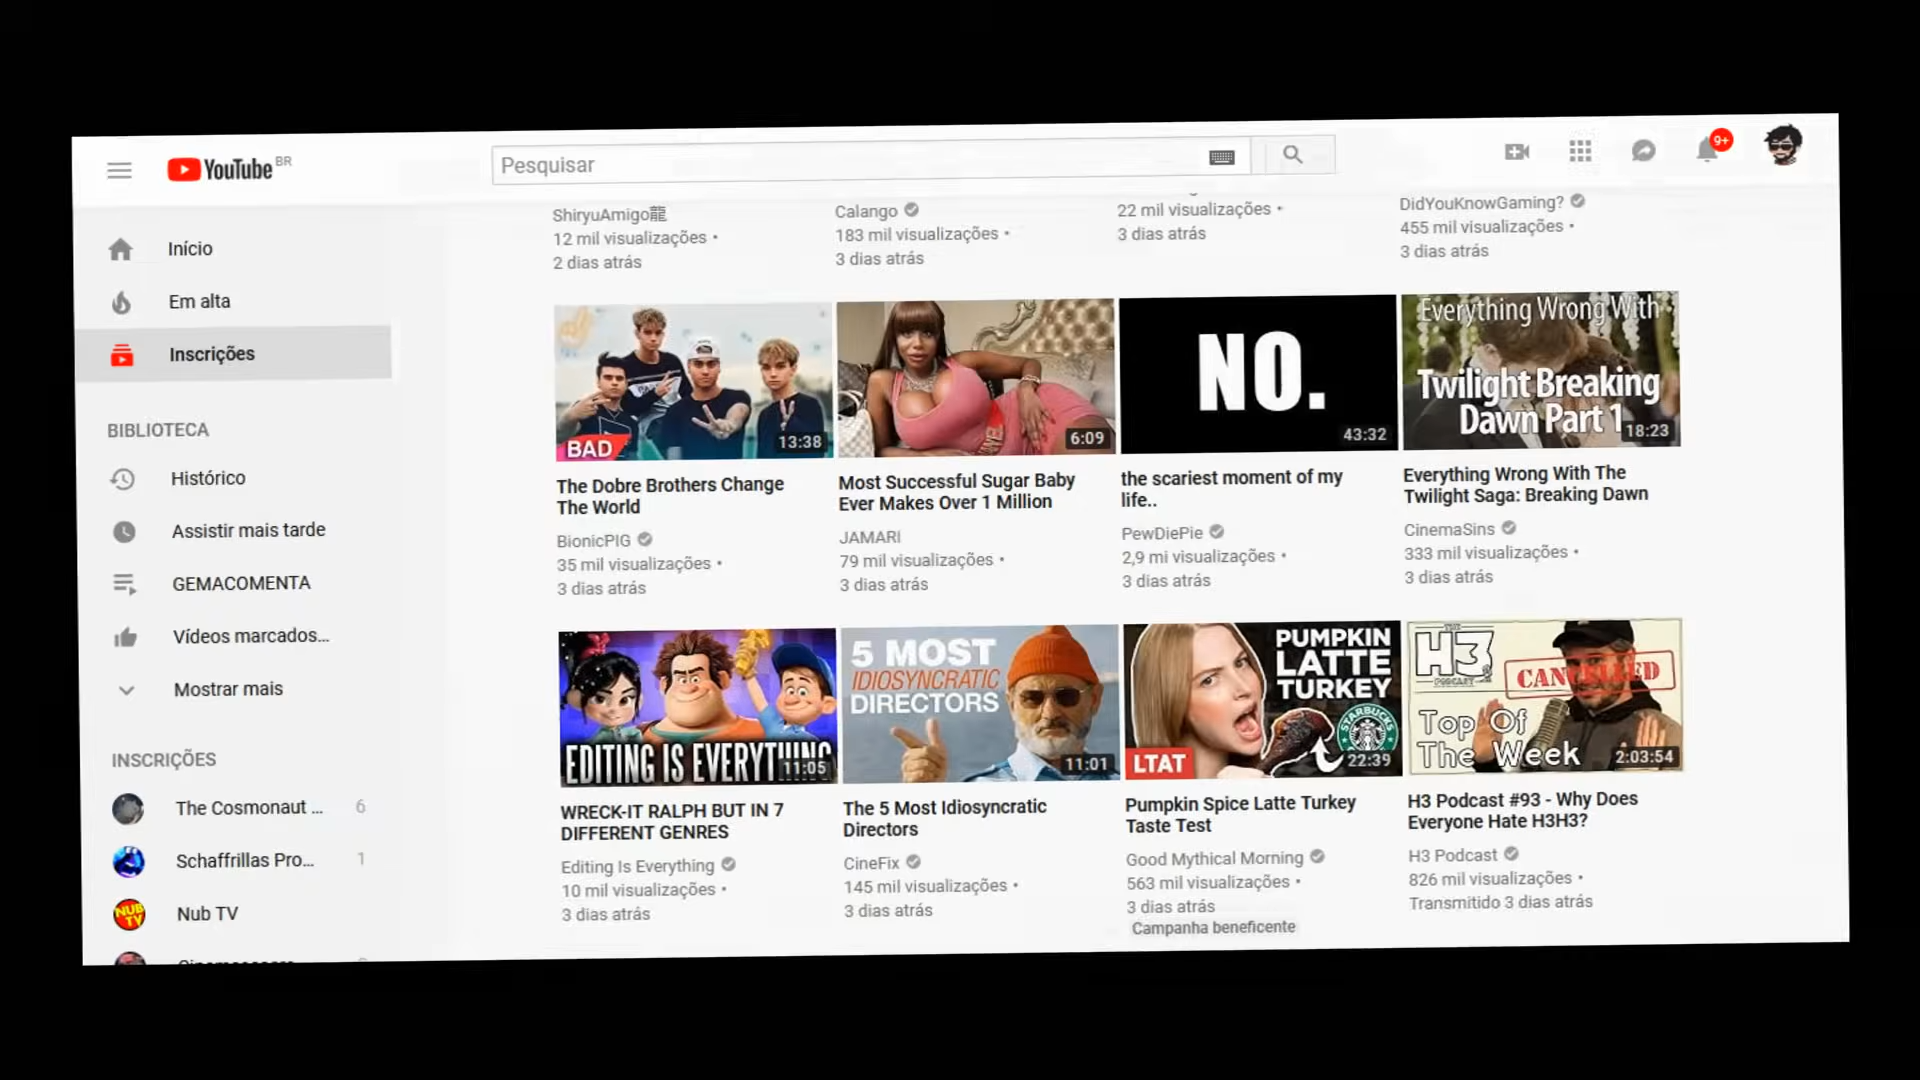 YouTube BR
Pesquisar
9+
Início
Em alta
Inscrições
BIBLIOTECA
Histórico
Assistir mais tarde
GEMACOMENTA
Vídeos marcados...
Mostrar mais
INSCRIÇÕES
The Cosmonaut ... 6
Schaffrillas Pro... 1
Nub TV
NUB TV
ShiryuAmigo龍
12 mil visualizações •
2 dias atrás
Calango
183 mil visualizações •
3 dias atrás
22 mil visualizações •
3 dias atrás
DidYouKnowGaming?
455 mil visualizações •
3 dias atrás
BAD
13:38
The Dobre Brothers Change
The World
BionicPIG
35 mil visualizações •
3 dias atrás
6:09
Most Successful Sugar Baby
Ever Makes Over 1 Million
JAMARI
79 mil visualizações •
3 dias atrás
NO.
43:32
the scariest moment of my
life..
PewDiePie
2,9 mi visualizações •
3 dias atrás
Everything Wrong With
Twilight Breaking
Dawn Part 1
18:23
Everything Wrong With The
Twilight Saga: Breaking Dawn
CinemaSins
333 mil visualizações •
3 dias atrás
EDITING IS EVERYTHING
11:05
WRECK-IT RALPH BUT IN 7
DIFFERENT GENRES
Editing Is Everything
10 mil visualizações •
3 dias atrás
5 MOST
IDIOSYNCRATIC
DIRECTORS
11:01
The 5 Most Idiosyncratic
Directors
CineFix
145 mil visualizações •
3 dias atrás
PUMPKIN
LATTE
TURKEY
STARBUCKS
LTAT
22:39
Pumpkin Spice Latte Turkey
Taste Test
Good Mythical Morning
563 mil visualizações •
3 dias atrás
Campanha beneficente
THE
H3
PODCAST
CANCELLED
Top Of
The Week
2:03:54
H3 Podcast #93 - Why Does
Everyone Hate H3H3?
H3 Podcast
826 mil visualizações •
Transmitido 3 dias atrás